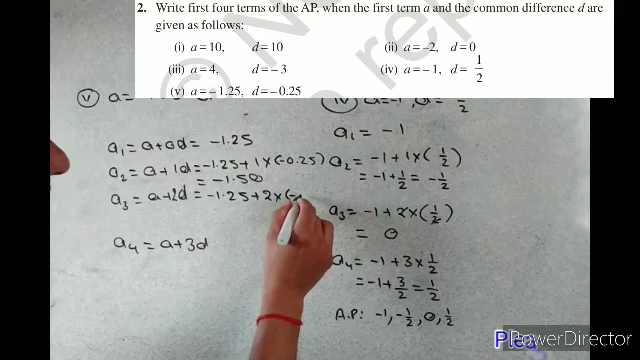 2. Write first four terms of the AP, when the first term a and the common difference d are
given as follows:
(i) a = 10, d = 10
(ii) a = –2, d = 0
(iii) a = 4, d = – 3
(iv) a = – 1, d = 1/2
(v) a = – 1.25, d = – 0.25
(v) a =
a1 = a+0d = -1.25
a2 = a+1d = -1.25+1×(-0.25)
= -1.50
a3 = a+2d = -1.25+2×(
a4 = a+3d
(iv) a=-1, d=
a1 = -1
a2 = -1+1×(1/2)
= -1+1/2 = -1/2
a3 = -1+2×(1/2)
= 0
a4 = -1+3×1/2
= -1+3/2 = 1/2
A.P: -1, -1/2, 0, 1/2
PowerDirector